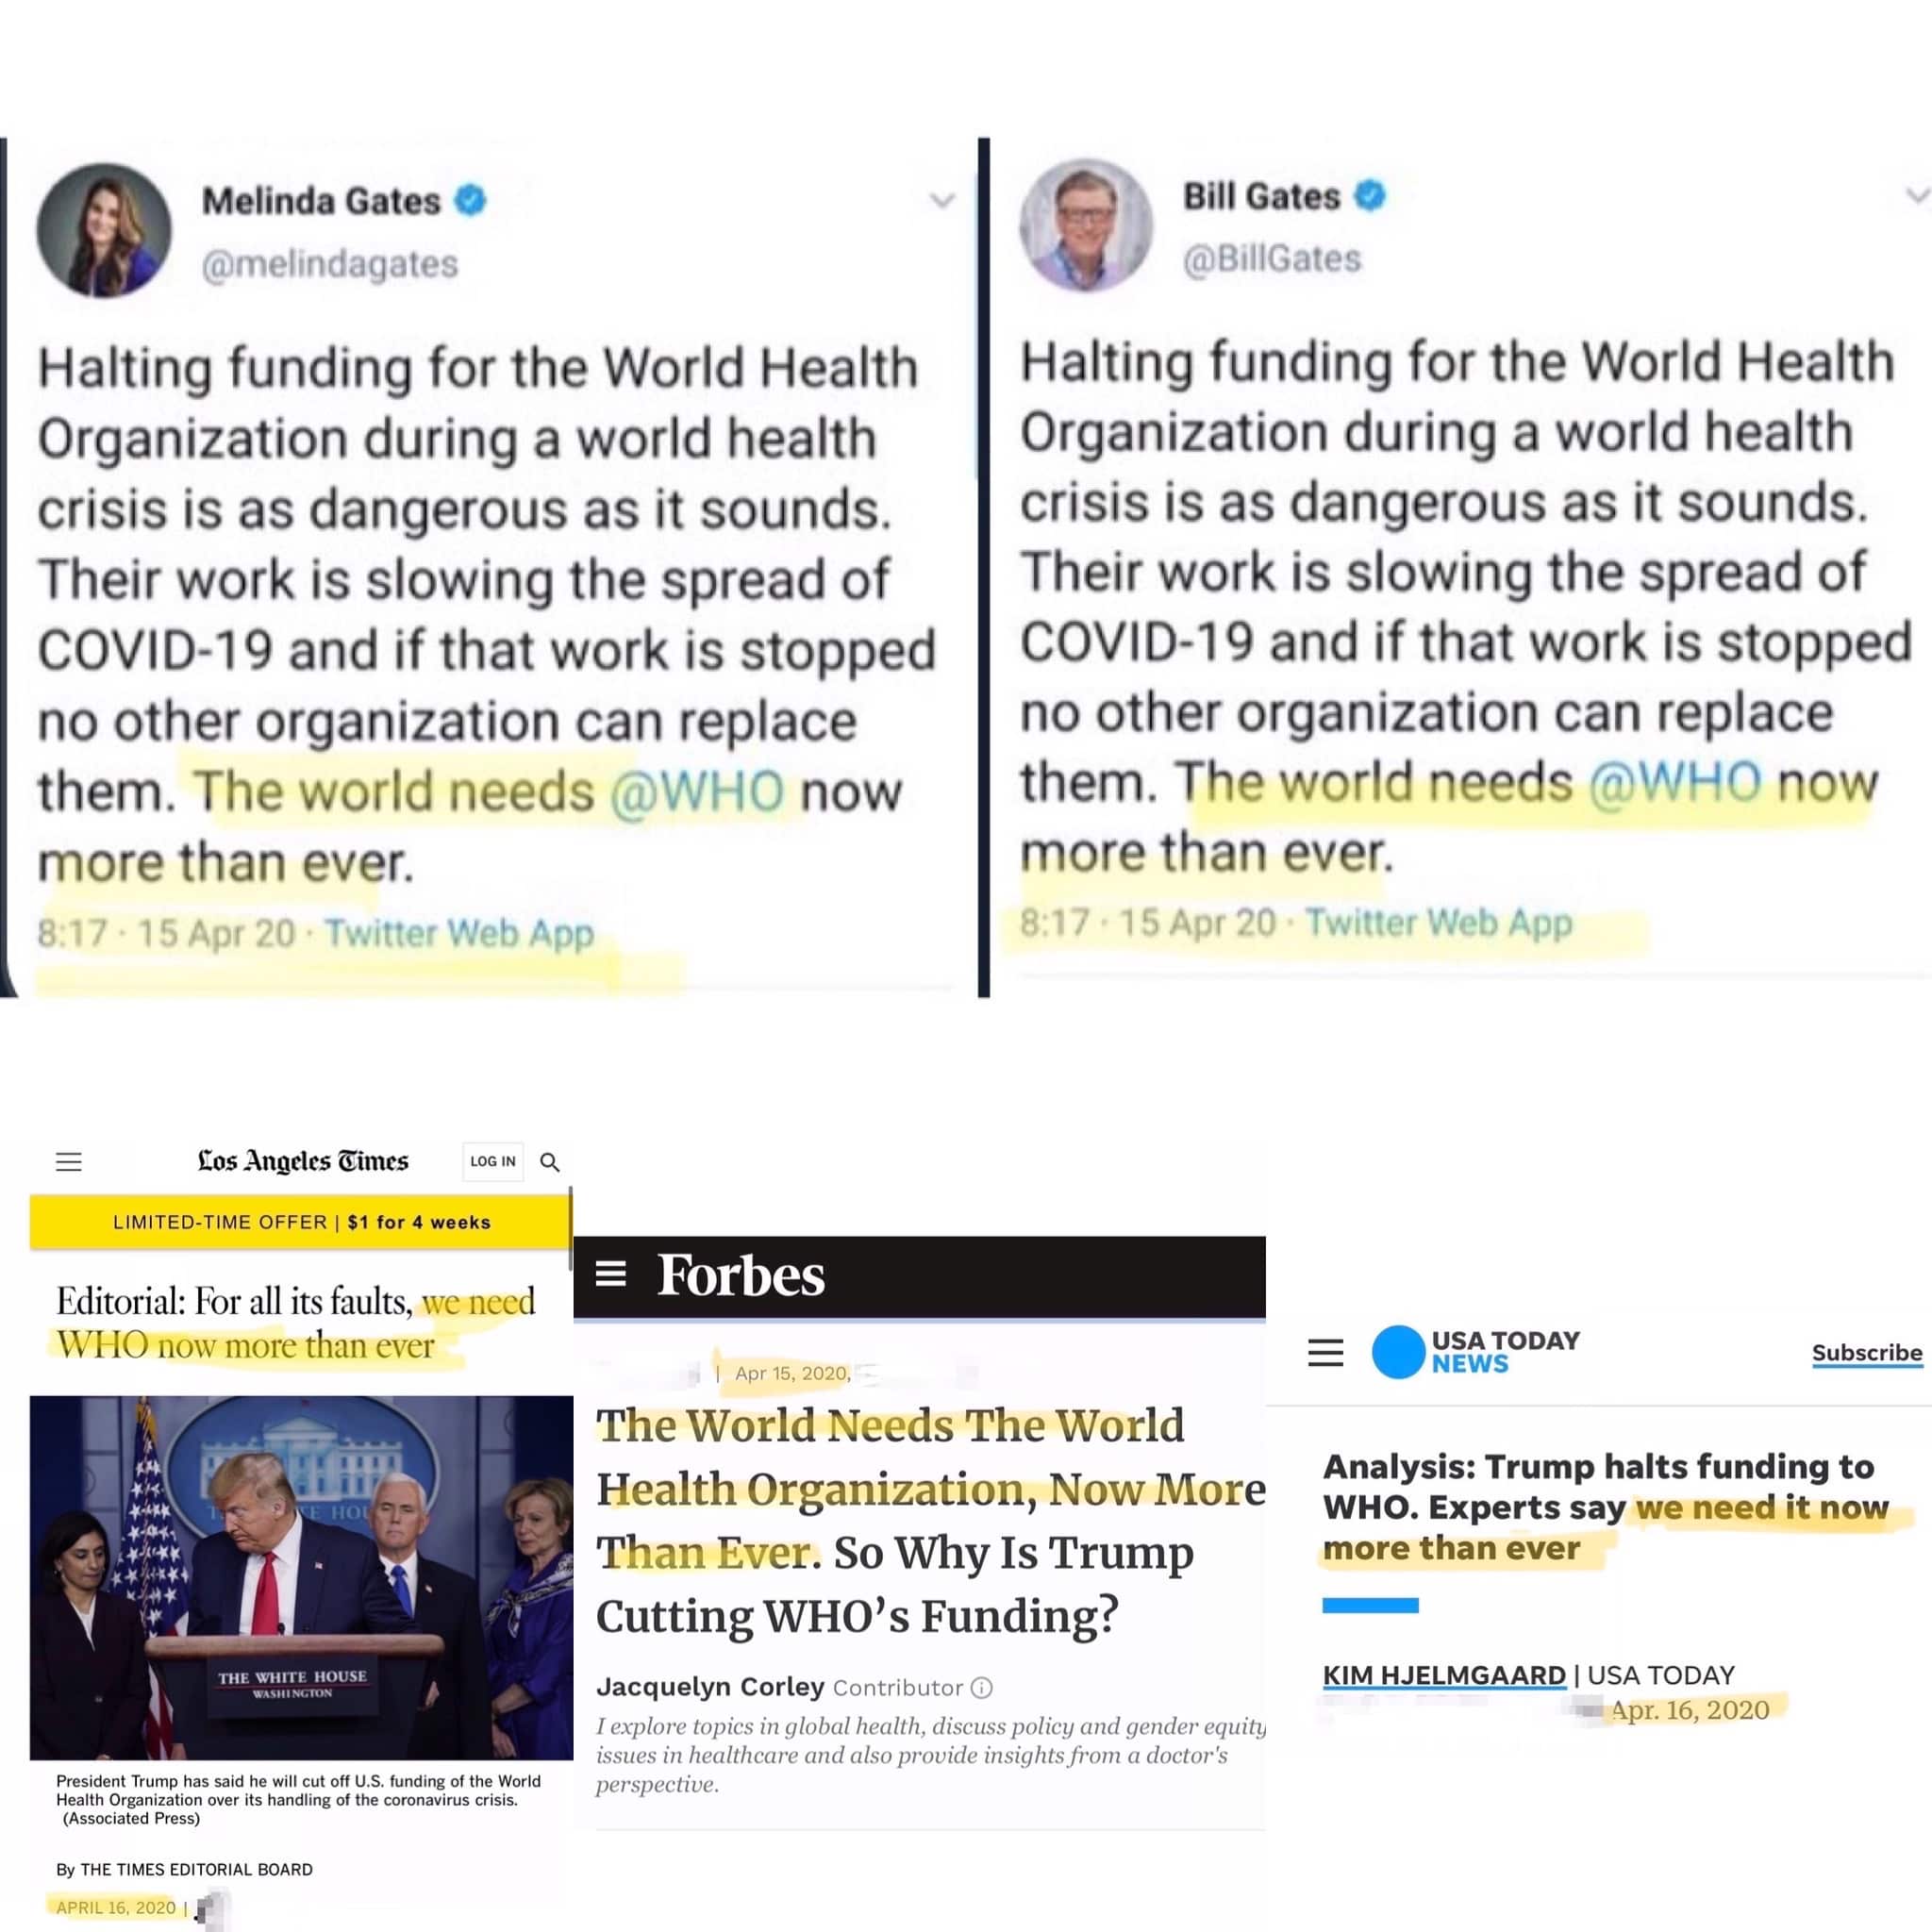 Melinda Gates
@melindagates
Halting funding for the World Health
Organization during a world health
crisis is as dangerous as it sounds.
Their work is slowing the spread of
COVID-19 and if that work is stopped
no other organization can replace
them. The world needs @WHO now
more than ever.
8:17 · 15 Apr 20 · Twitter Web App
Bill Gates
@BillGates
Halting funding for the World Health
Organization during a world health
crisis is as dangerous as it sounds.
Their work is slowing the spread of
COVID-19 and if that work is stopped
no other organization can replace
them. The world needs @WHO now
more than ever.
8:17 · 15 Apr 20 · Twitter Web App
Los Angeles Times
LOG IN
LIMITED-TIME OFFER | $1 for 4 weeks
Editorial: For all its faults, we need
WHO now more than ever
THE WHITE HOUSE
WASHINGTON
President Trump has said he will cut off U.S. funding of the World
Health Organization over its handling of the coronavirus crisis.
(Associated Press)
By THE TIMES EDITORIAL BOARD
APRIL 16, 2020 |
Forbes
| Apr 15, 2020,
The World Needs The World
Health Organization, Now More
Than Ever. So Why Is Trump
Cutting WHO’s Funding?
Jacquelyn Corley Contributor
I explore topics in global health, discuss policy and gender equity
issues in healthcare and also provide insights from a doctor's
perspective.
USA TODAY
NEWS
Subscribe
Analysis: Trump halts funding to
WHO. Experts say we need it now
more than ever
KIM HJELMGAARD | USA TODAY
Apr. 16, 2020